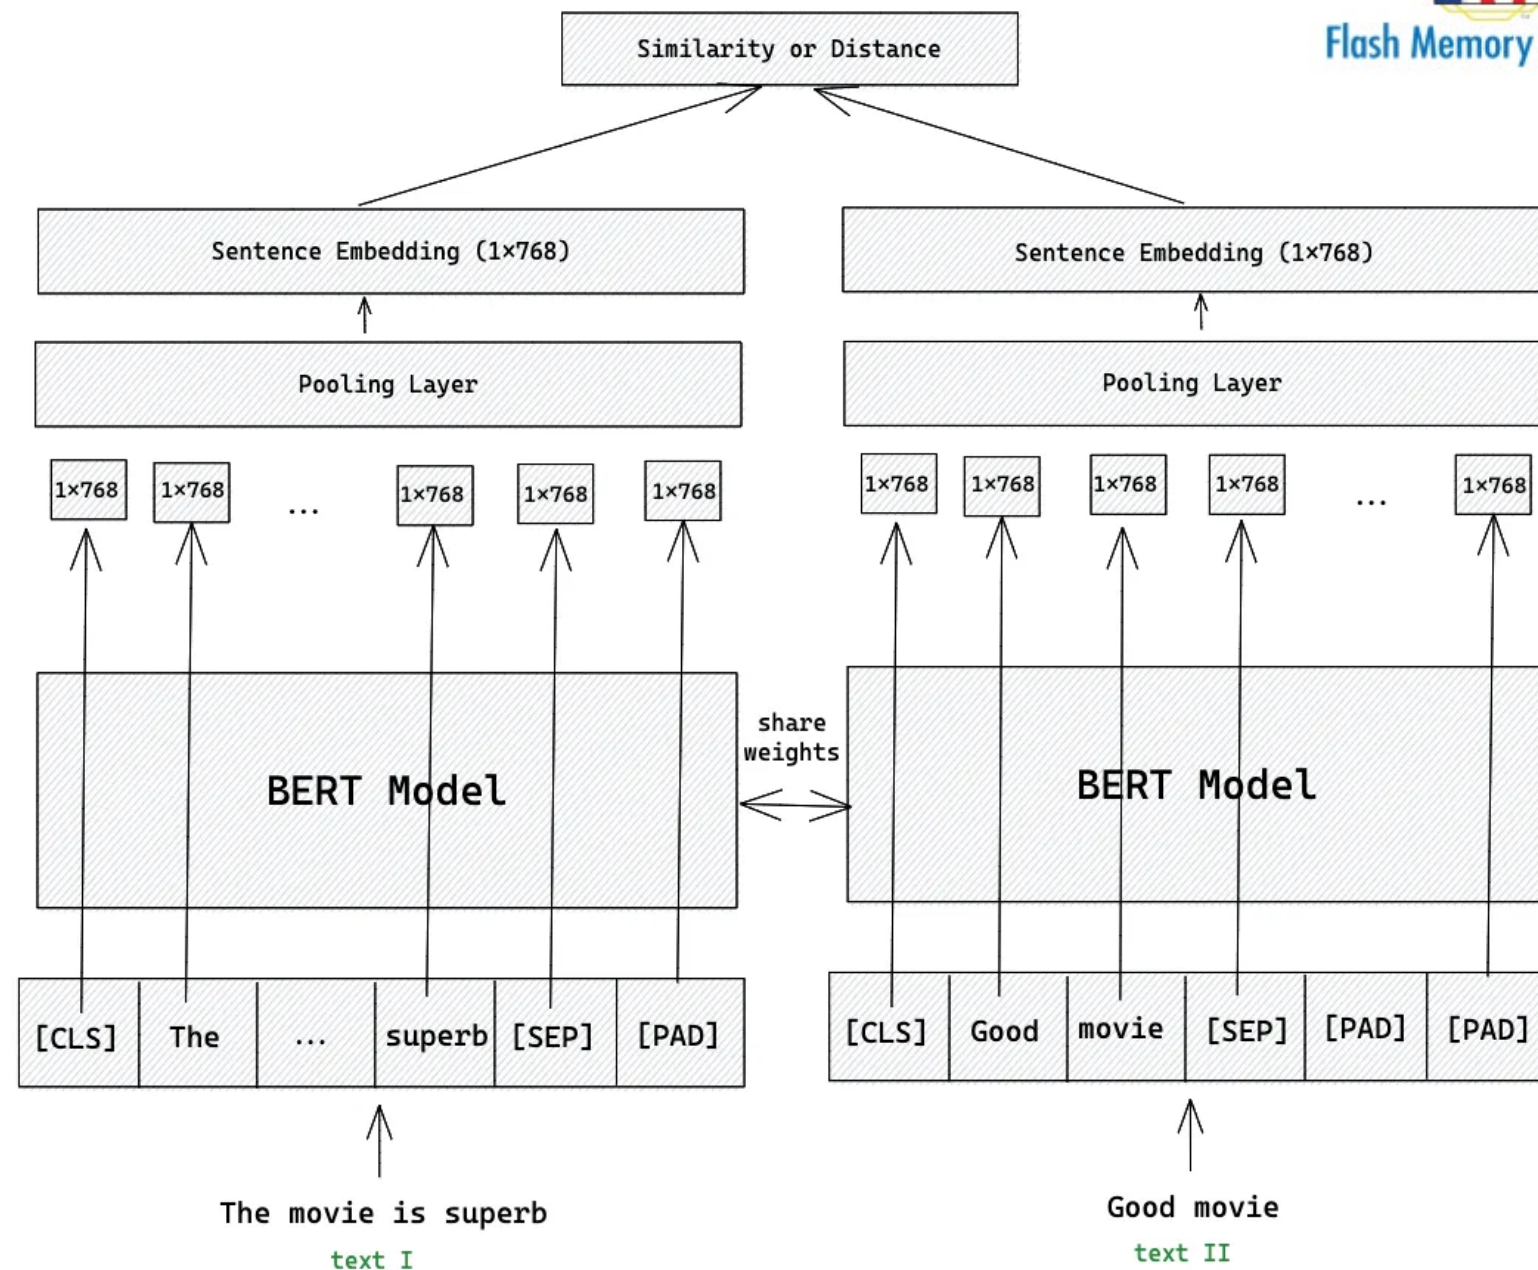 Flash Memory
Similarity or Distance
Sentence Embedding (1×768)
Sentence Embedding (1×768)
Pooling Layer
Pooling Layer
1×768 1×768 ... 1×768 1×768 1×768
1×768 1×768 1×768 1×768 ... 1×768
share
weights
BERT Model
BERT Model
[CLS] The ... superb [SEP] [PAD]
[CLS] Good movie [SEP] [PAD] [PAD]
The movie is superb
Good movie
text I
text II